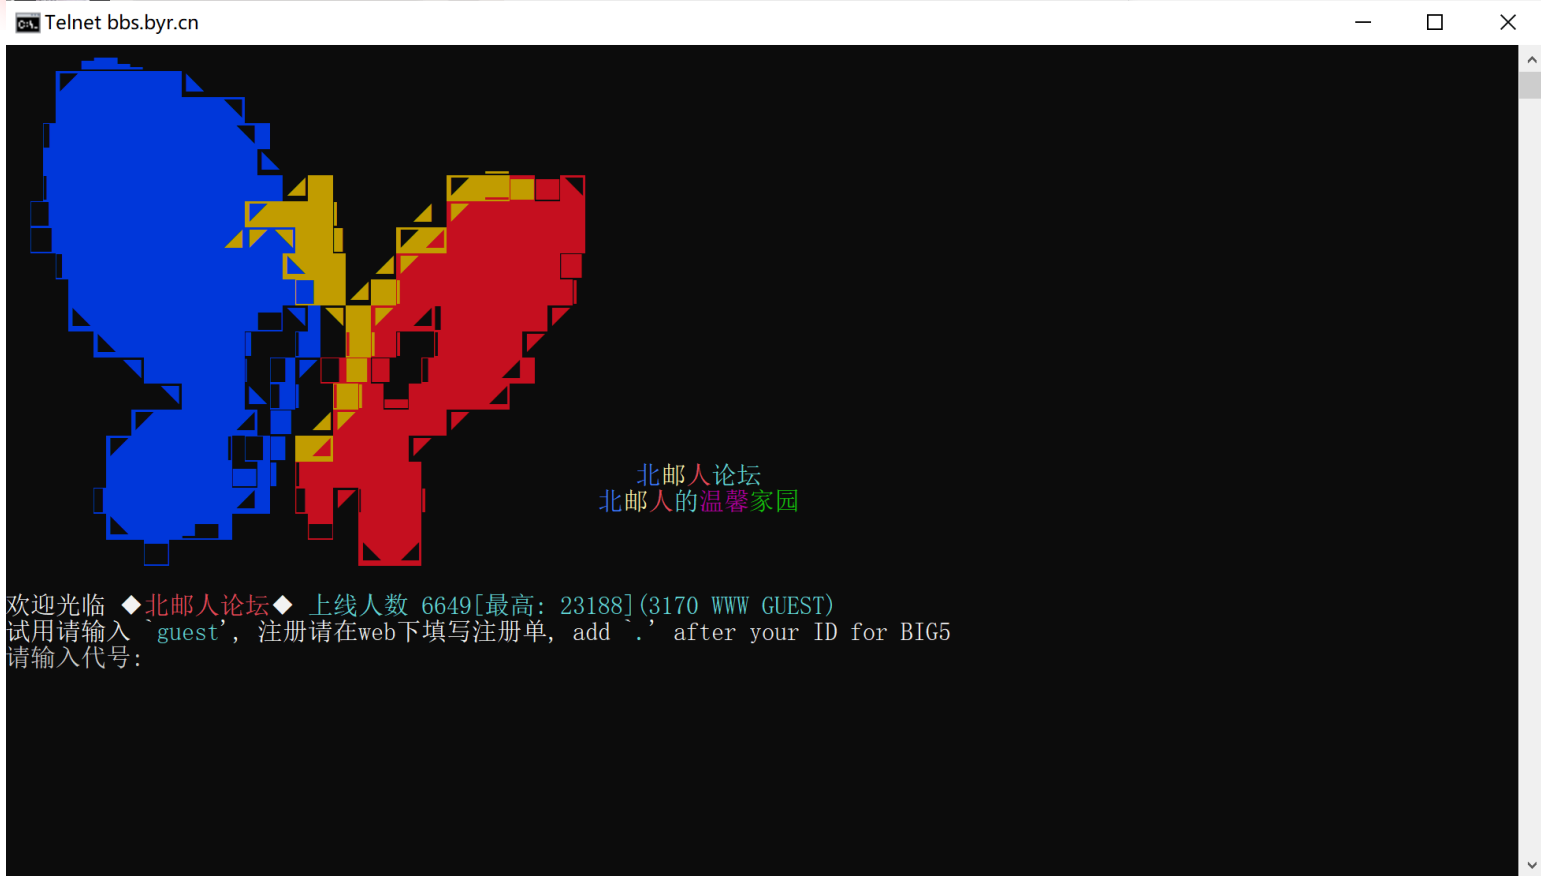 Telnet bbs.byr.cn
北邮人论坛
北邮人的温馨家园
欢迎光临 ◆北邮人论坛◆ 上线人数 6649[最高: 23188](3170 WWW GUEST)
试用请输入 `guest', 注册请在web下填写注册单, add `.' after your ID for BIG5
请输入代号: